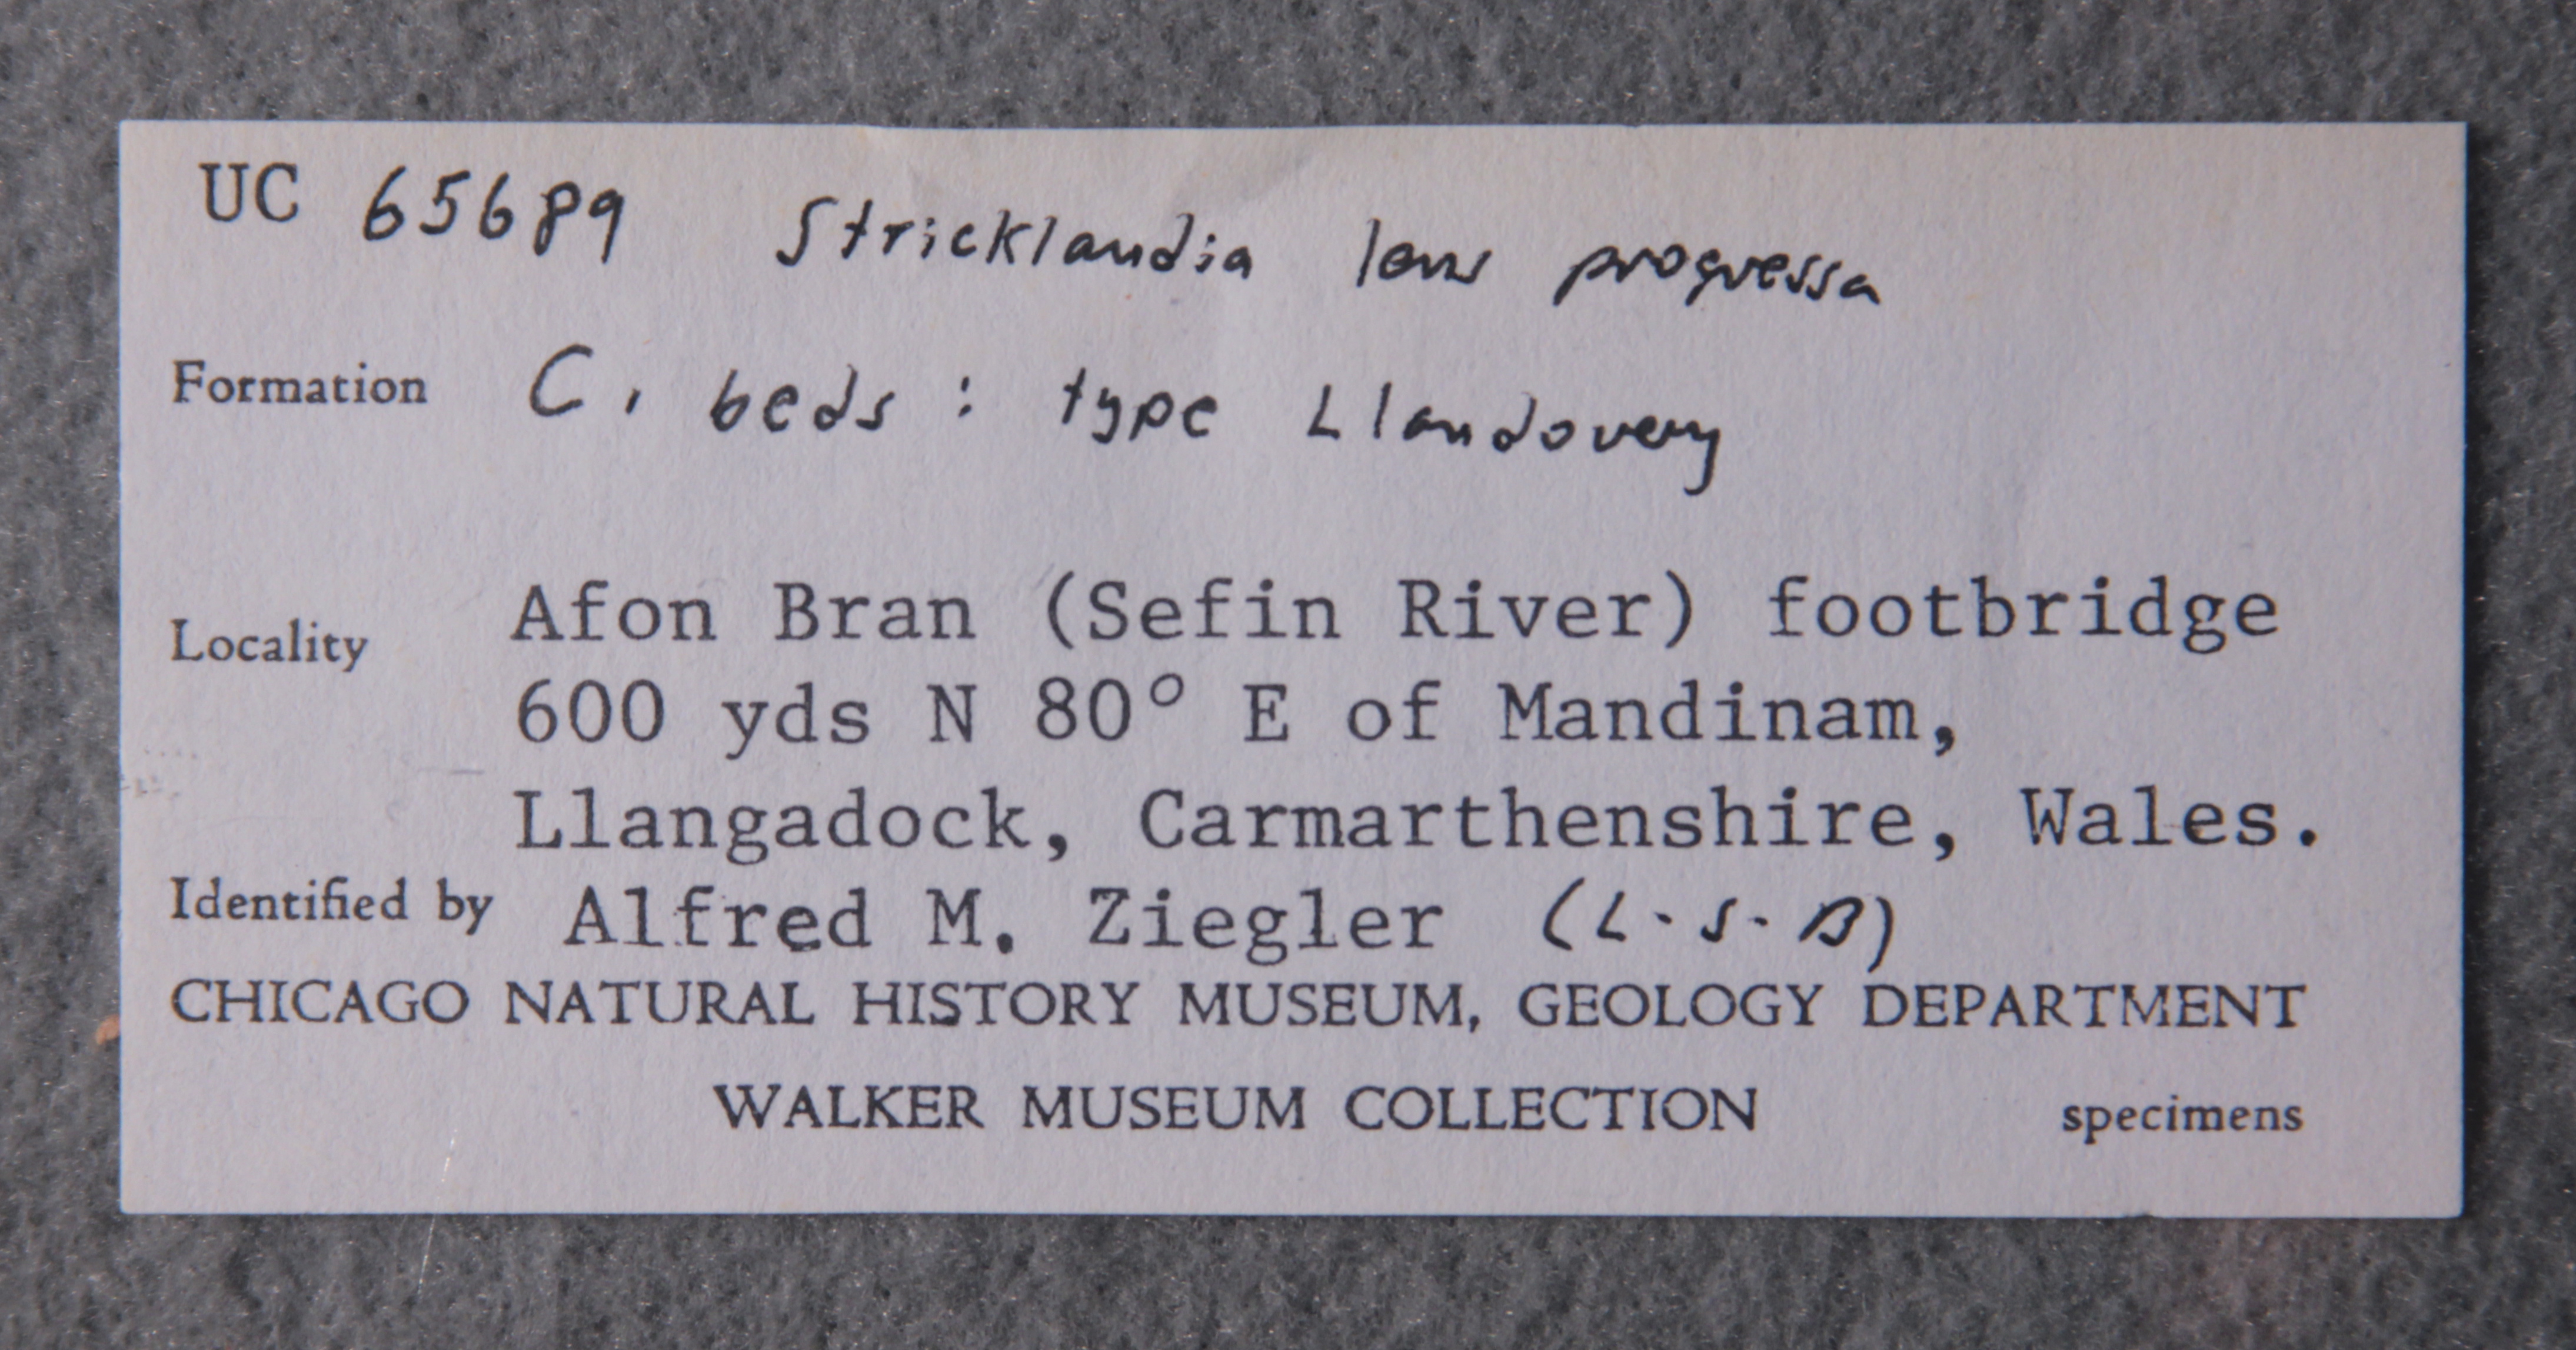 UC 65689 Stricklandia lens progressa
Formation C₁ beds : type Llandovery
Locality Afon Bran (Sefin River) footbridge
600 yds N 80° E of Mandinam,
Llangadock, Carmarthenshire, Wales.
Identified by Alfred M. Ziegler (L-S-B)
CHICAGO NATURAL HISTORY MUSEUM, GEOLOGY DEPARTMENT
WALKER MUSEUM COLLECTION specimens